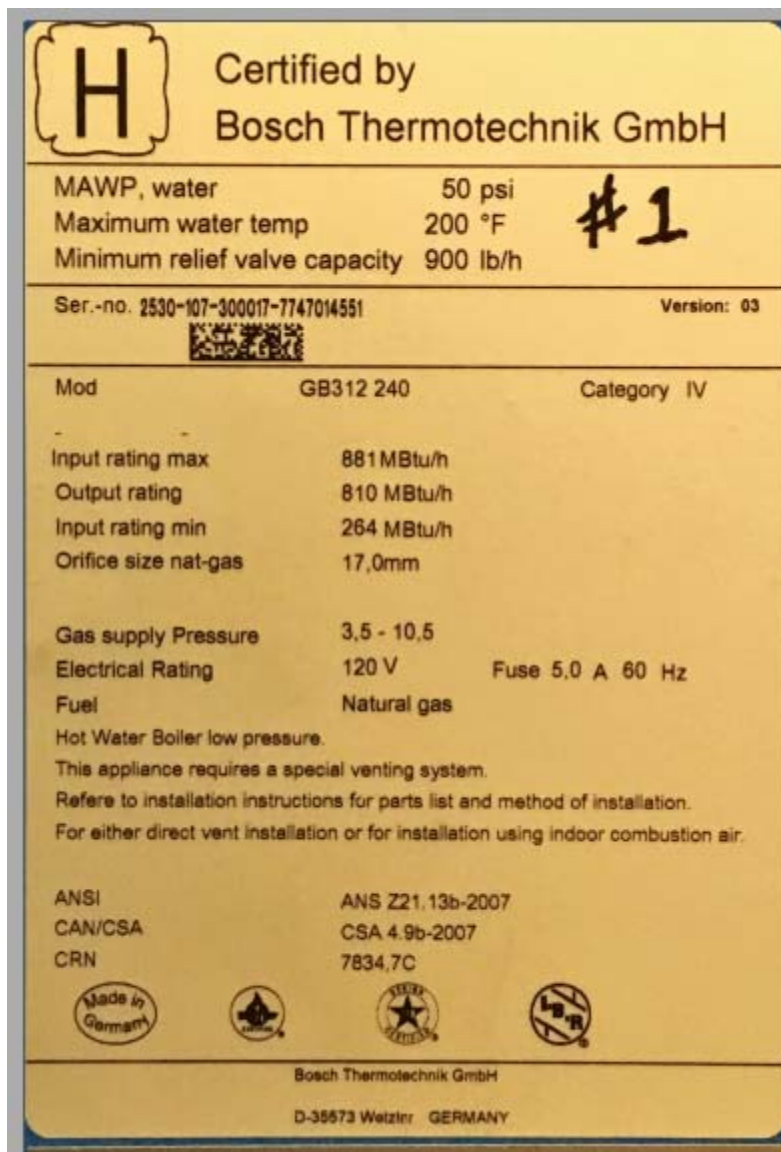 H
Certified by
Bosch Thermotechnik GmbH
MAWP, water 50 psi
Maximum water temp 200 °F
Minimum relief valve capacity 900 lb/h
#1
Ser.-no. 2530-107-300017-7747014551 Version: 03
Mod GB312 240 Category IV
- -
Input rating max 881 MBtu/h
Output rating 810 MBtu/h
Input rating min 264 MBtu/h
Orifice size nat-gas 17,0mm
Gas supply Pressure 3,5 - 10,5
Electrical Rating 120 V Fuse 5,0 A 60 Hz
Fuel Natural gas
Hot Water Boiler low pressure.
This appliance requires a special venting system.
Refere to installation instructions for parts list and method of installation.
For either direct vent installation or for installation using indoor combustion air.
ANSI ANS Z21.13b-2007
CAN/CSA CSA 4.9b-2007
CRN 7834,7C
Made in
Germany
DESIGN
CERTIFIED
I=B=R
Bosch Thermotechnik GmbH
D-35573 Wetzlar GERMANY